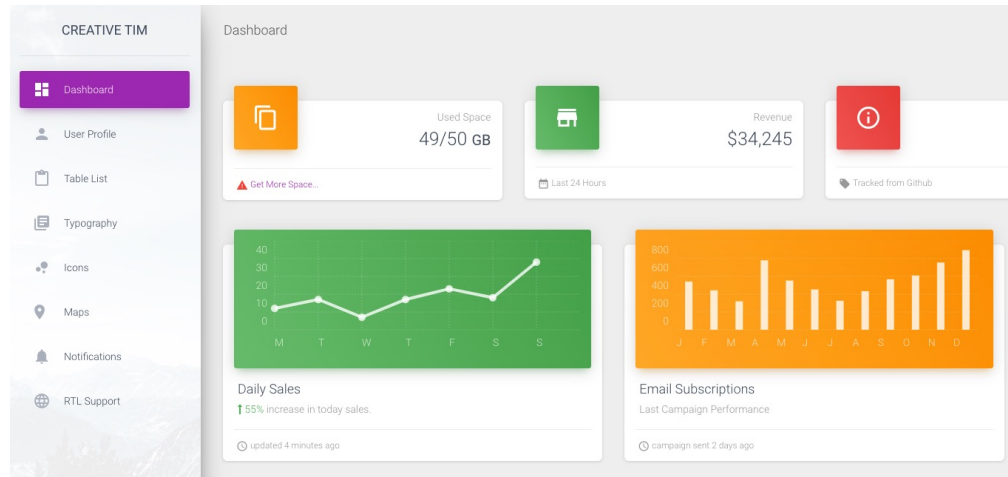 CREATIVE TIM
Dashboard
User Profile
Table List
Typography
Icons
Maps
Notifications
RTL Support
Dashboard
Used Space
49/50 GB
Get More Space...
Revenue
$34,245
Last 24 Hours
Tracked from Github
40
30
20
10
0
M T W T F S S
Daily Sales
55% increase in today sales.
updated 4 minutes ago
800
600
400
200
0
J F M A M J J A S O N D
Email Subscriptions
Last Campaign Performance
campaign sent 2 days ago